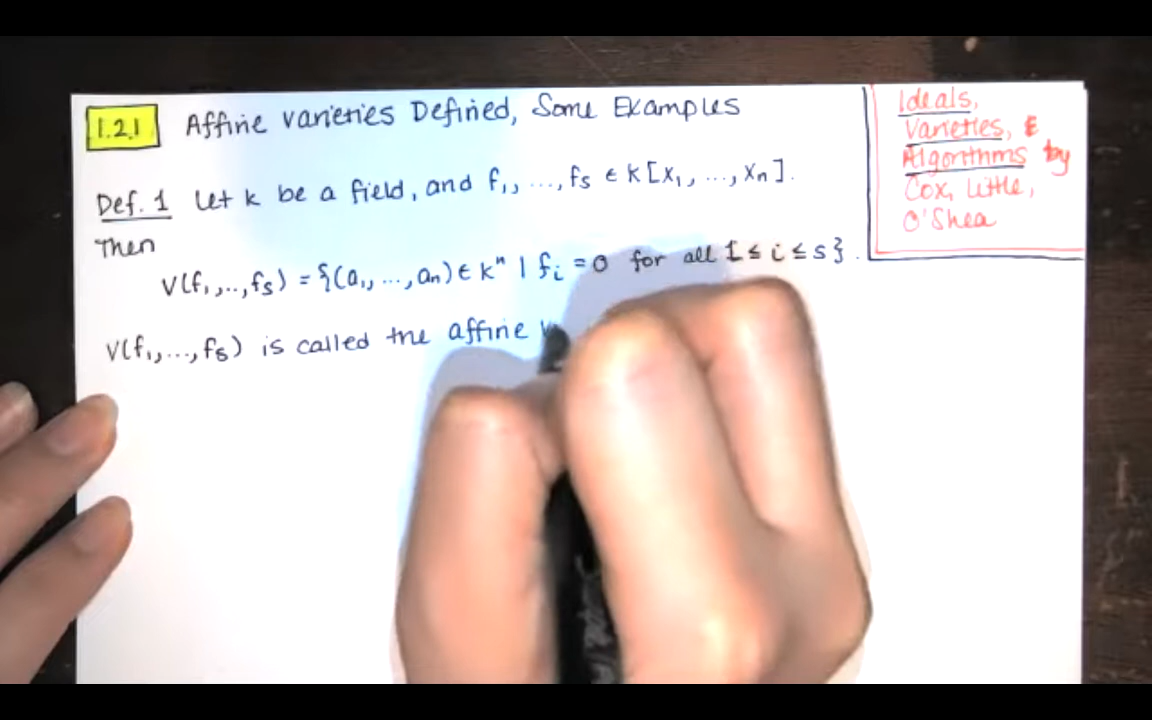 1.2.1 Affine varieties Defined, Some Examples
Def. 1 Let k be a field, and f₁, ..., fs ∈ k[x₁, ..., xn].
Then
V(f₁,..,fs) = {(a₁, ..., an) ∈ kⁿ | fi = 0 for all 1 ≤ i ≤ s}.
V(f₁,...,fs) is called the affine
Ideals,
Varieties, &
Algorithms by
Cox, Little,
O'Shea